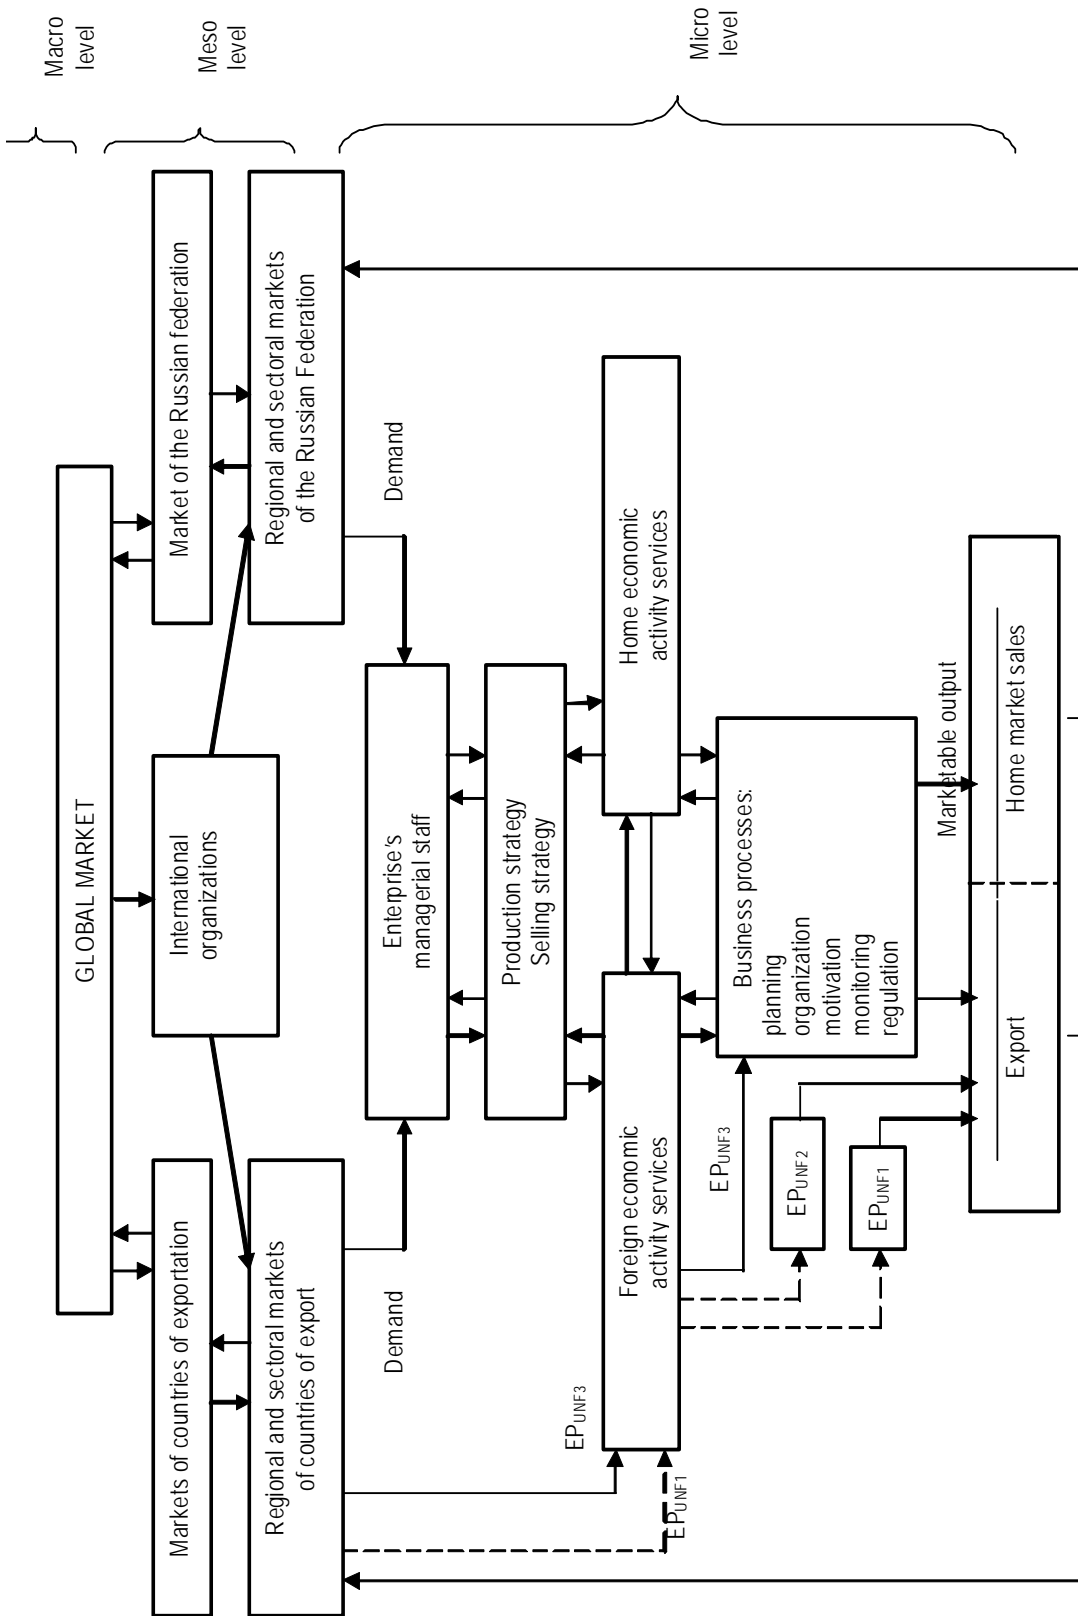 Macro
level
Meso
level
Micro
level
GLOBAL MARKET
Markets of countries of exportation
International
organizations
Market of the Russian federation
Regional and sectoral markets
of countries of export
Regional and sectoral markets
of the Russian Federation
Demand
Demand
Enterprise's
managerial staff
Production strategy
Selling strategy
EPUNF3
EPUNF1
Foreign economic
activity services
Home economic
activity services
EPUNF3
Business processes:
planning
organization
motivation
monitoring
regulation
EPUNF2
EPUNF1
Marketable output
Export
Home market sales